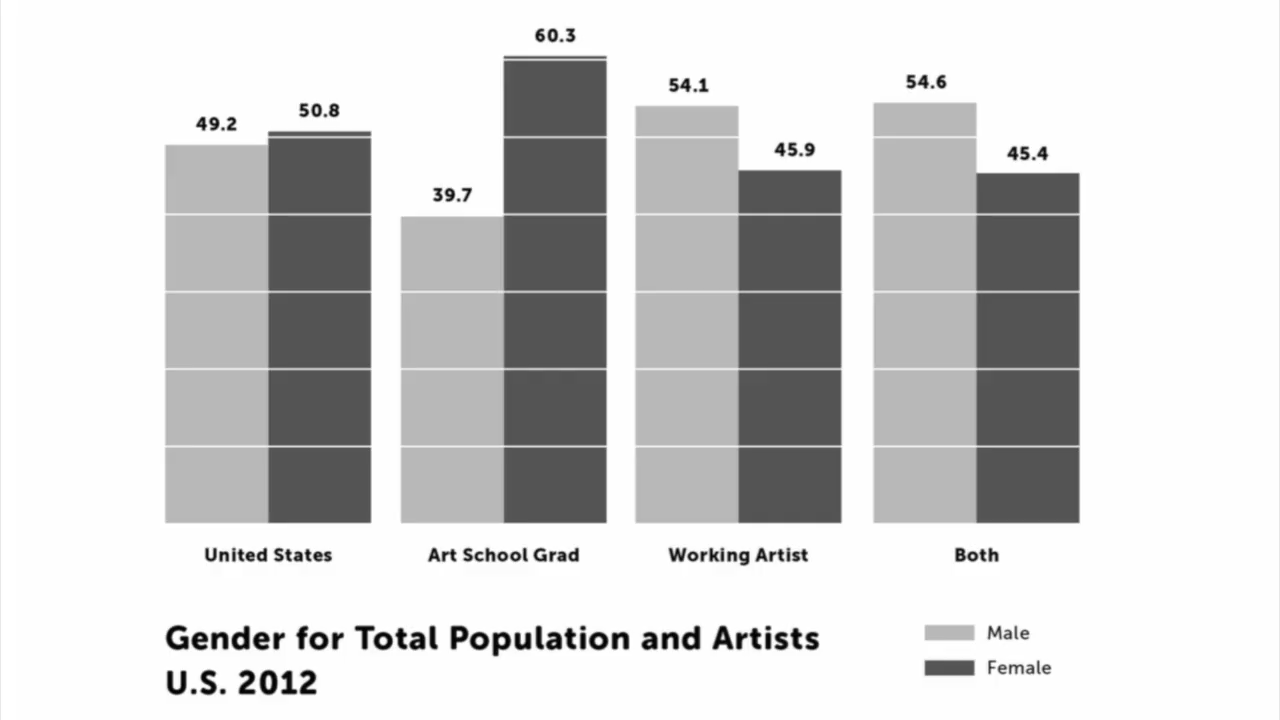 60.3
54.1
54.6
49.2
50.8
45.9
45.4
39.7
United States
Art School Grad
Working Artist
Both
Gender for Total Population and Artists
U.S. 2012
Male
Female